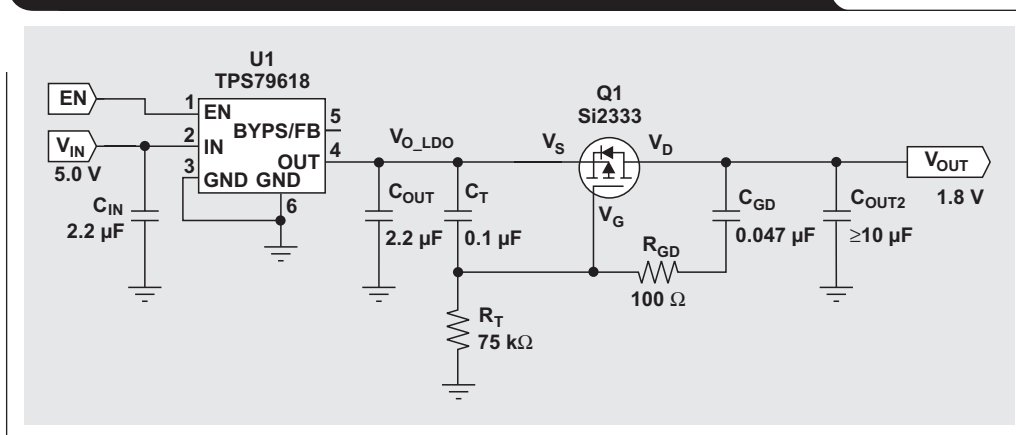 U1
TPS79618
EN
V_IN
5.0 V
C_IN
2.2 µF
1
2
3
EN
IN
GND
BYPS/FB
OUT
GND
5
4
6
V_O_LDO
C_OUT
2.2 µF
C_T
0.1 µF
R_T
75 kΩ
Q1
Si2333
V_S
V_D
V_G
R_GD
100 Ω
C_GD
0.047 µF
C_OUT2
≥10 µF
V_OUT
1.8 V